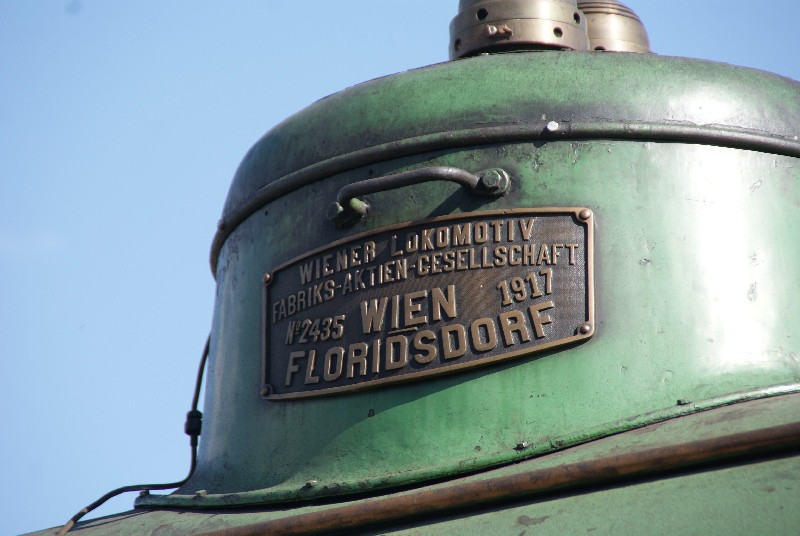 WIENER LOKOMOTIV
FABRIKS-AKTIEN-GESELLSCHAFT
Nº2435 WIEN 1917
FLORIDSDORF